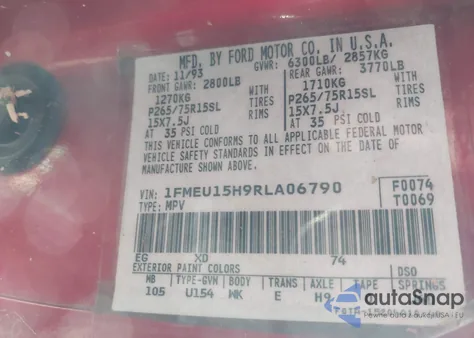 MFD. BY FORD MOTOR CO. IN U.S.A.
DATE: 11/93 GVWR: 6300LB/ 2857KG
FRONT GAWR: 2800LB REAR GAWR: 3770LB
1270KG WITH 1710KG WITH
P265/75R15SL TIRES P265/75R15SL TIRES
15X7.5J RIMS 15X7.5J RIMS
AT 35 PSI COLD AT 35 PSI COLD
THIS VEHICLE CONFORMS TO ALL APPLICABLE FEDERAL MOTOR
VEHICLE SAFETY STANDARDS IN EFFECT ON THE DATE OF
MANUFACTURE SHOWN ABOVE.
VIN: 1FMEU15H9RLA06790 F0074
TYPE: MPV T0069
EG XD 74
EXTERIOR PAINT COLORS DSO
WB TYPE-GVN BODY TRANS AXLE TAPE SPRINGS
105 U154 WK E H9
autoSnap